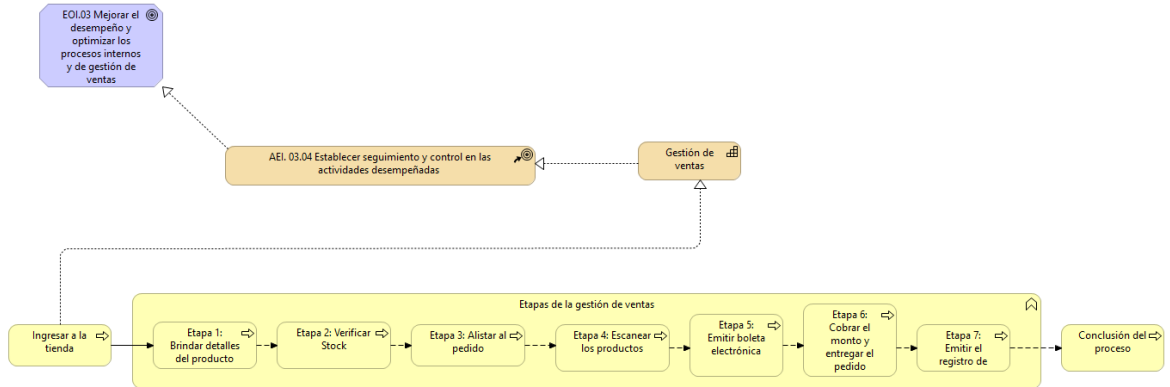 EOI.03 Mejorar el
desempeño y
optimizar los
procesos internos
y de gestión de
ventas
AEI. 03.04 Establecer seguimiento y control en las
actividades desempeñadas
Gestión de
ventas
Etapas de la gestión de ventas
Ingresar a la
tienda
Etapa 1:
Brindar detalles
del producto
Etapa 2: Verificar
Stock
Etapa 3: Alistar al
pedido
Etapa 4: Escanear
los productos
Etapa 5:
Emitir boleta
electrónica
Etapa 6:
Cobrar el
monto y
entregar el
pedido
Etapa 7:
Emitir el
registro de
Conclusión del
proceso